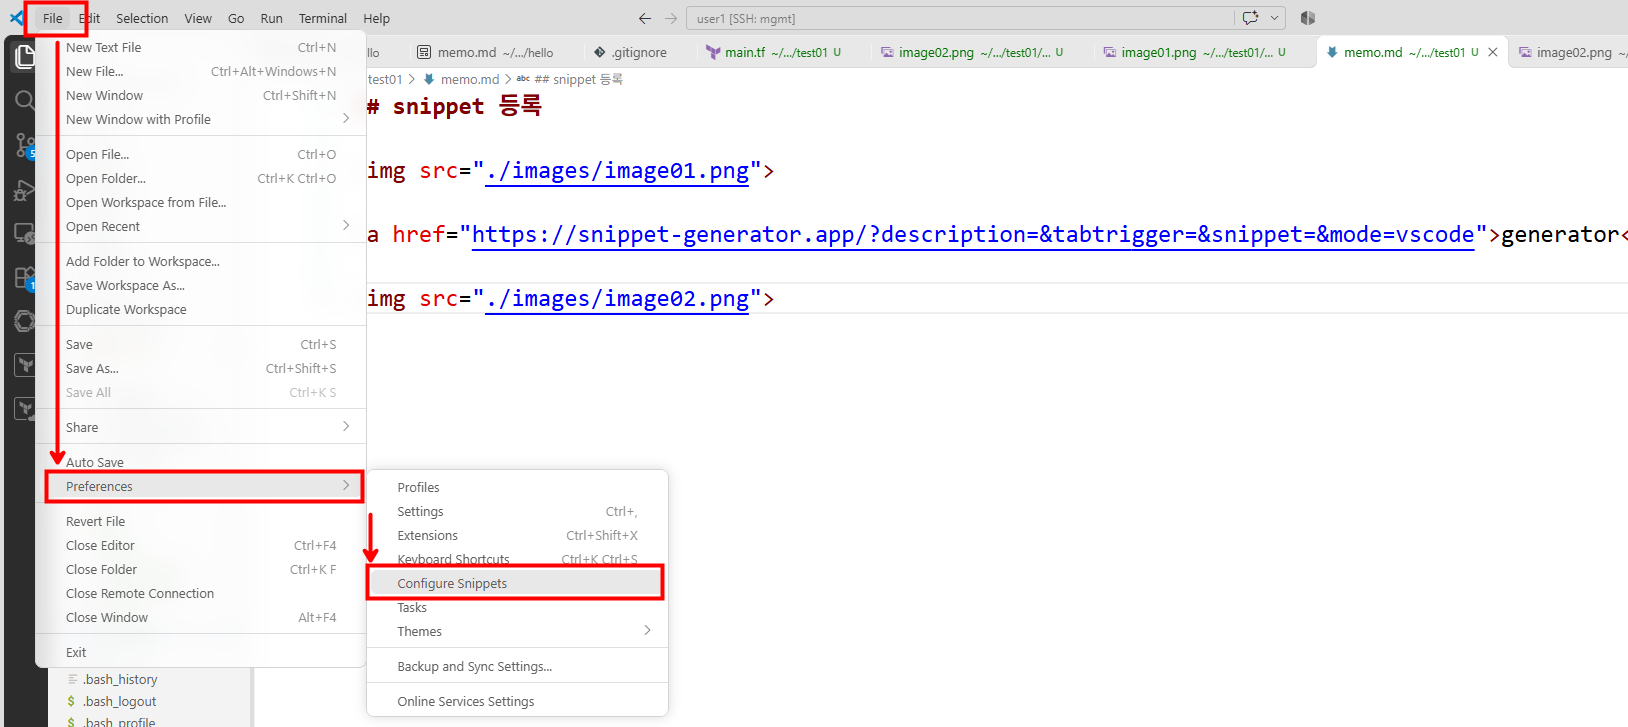 File Edit Selection View Go Run Terminal Help
user1 [SSH: mgmt]
llo memo.md ~/.../hello .gitignore main.tf ~/.../test01 U image02.png ~/.../test01/... U image01.png ~/.../test01/... U memo.md ~/.../test01 U image02.png
test01 > memo.md > abc ## snippet 등록
# snippet 등록
img src="./images/image01.png">
a href="https://snippet-generator.app/?description=&tabtrigger=&snippet=&mode=vscode">generator<
img src="./images/image02.png">
New Text File Ctrl+N
New File... Ctrl+Alt+Windows+N
New Window Ctrl+Shift+N
New Window with Profile
Open File... Ctrl+O
Open Folder... Ctrl+K Ctrl+O
Open Workspace from File...
Open Recent
Add Folder to Workspace...
Save Workspace As...
Duplicate Workspace
Save Ctrl+S
Save As... Ctrl+Shift+S
Save All Ctrl+K S
Share
Auto Save
Preferences
Revert File
Close Editor Ctrl+F4
Close Folder Ctrl+K F
Close Remote Connection
Close Window Alt+F4
Exit
Profiles
Settings Ctrl+,
Extensions Ctrl+Shift+X
Keyboard Shortcuts Ctrl+K Ctrl+S
Configure Snippets
Tasks
Themes
Backup and Sync Settings...
Online Services Settings
5
1
.bash_history
$ .bash_logout
$ .bash_profile